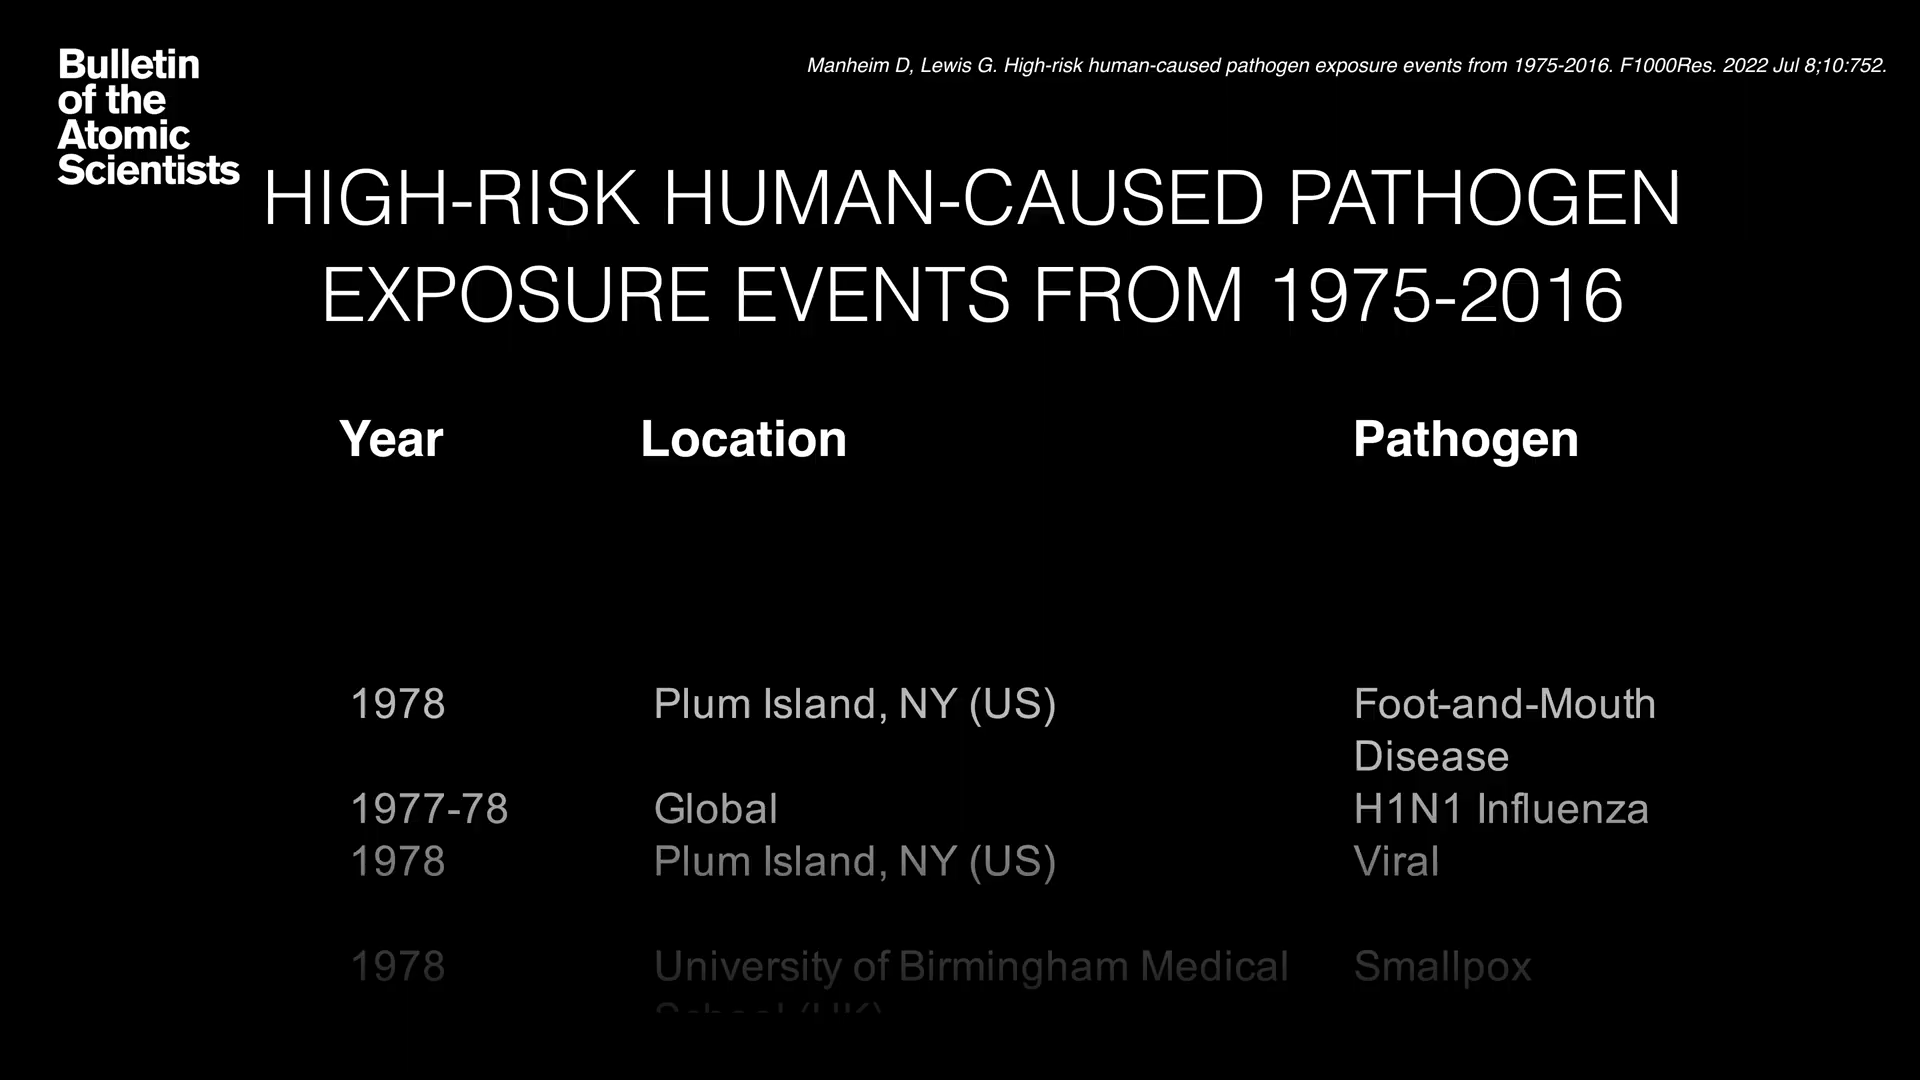 Bulletin
of the
Atomic
Scientists
Manheim D, Lewis G. High-risk human-caused pathogen exposure events from 1975-2016. F1000Res. 2022 Jul 8;10:752.
HIGH-RISK HUMAN-CAUSED PATHOGEN
EXPOSURE EVENTS FROM 1975-2016
Year Location Pathogen
1978 Plum Island, NY (US) Foot-and-Mouth
Disease
1977-78 Global H1N1 Influenza
1978 Plum Island, NY (US) Viral
1978 University of Birmingham Medical Smallpox
School (UK)